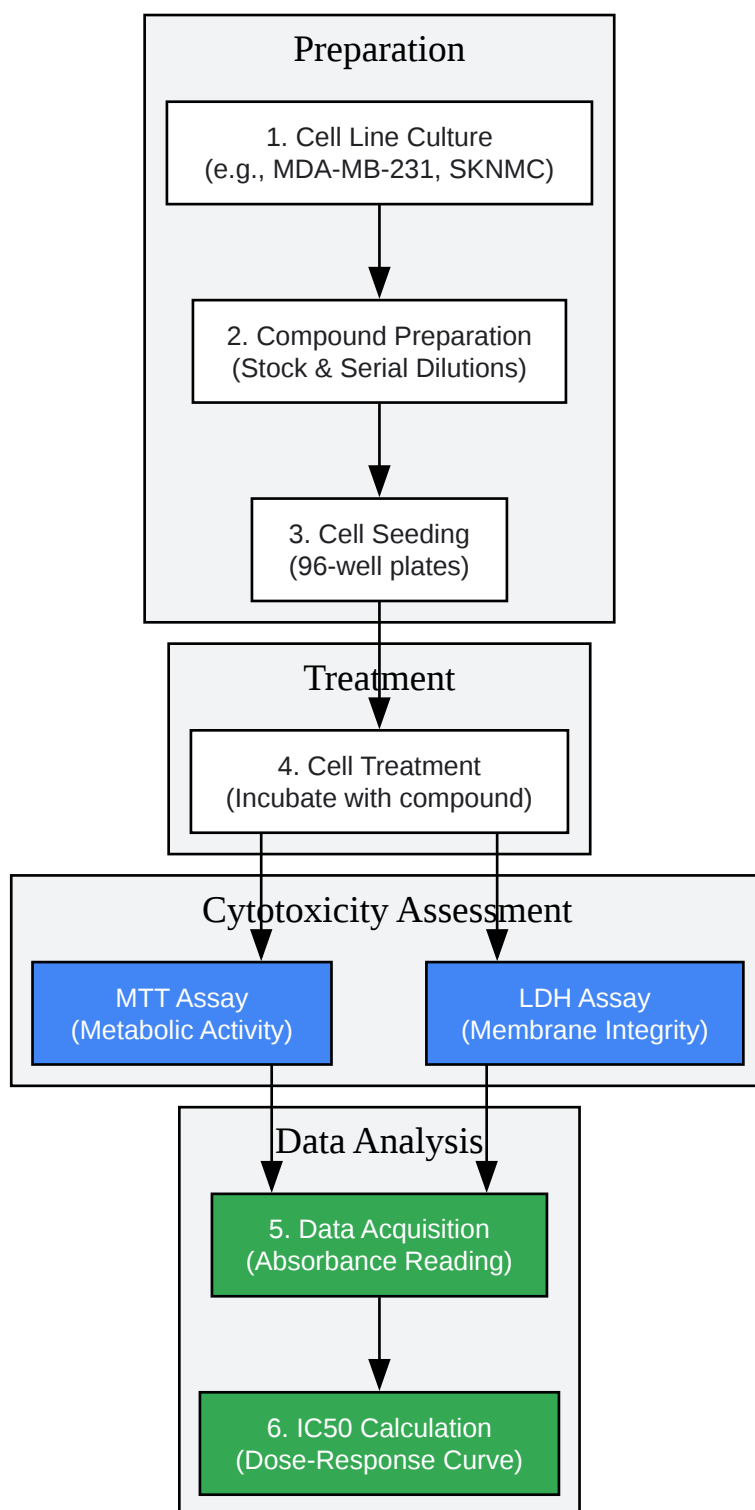 Preparation
1. Cell Line Culture
(e.g., MDA-MB-231, SKNMC)
2. Compound Preparation
(Stock & Serial Dilutions)
3. Cell Seeding
(96-well plates)
Treatment
4. Cell Treatment
(Incubate with compound)
Cytotoxicity Assessment
MTT Assay
(Metabolic Activity)
LDH Assay
(Membrane Integrity)
Data Analysis
5. Data Acquisition
(Absorbance Reading)
6. IC50 Calculation
(Dose-Response Curve)